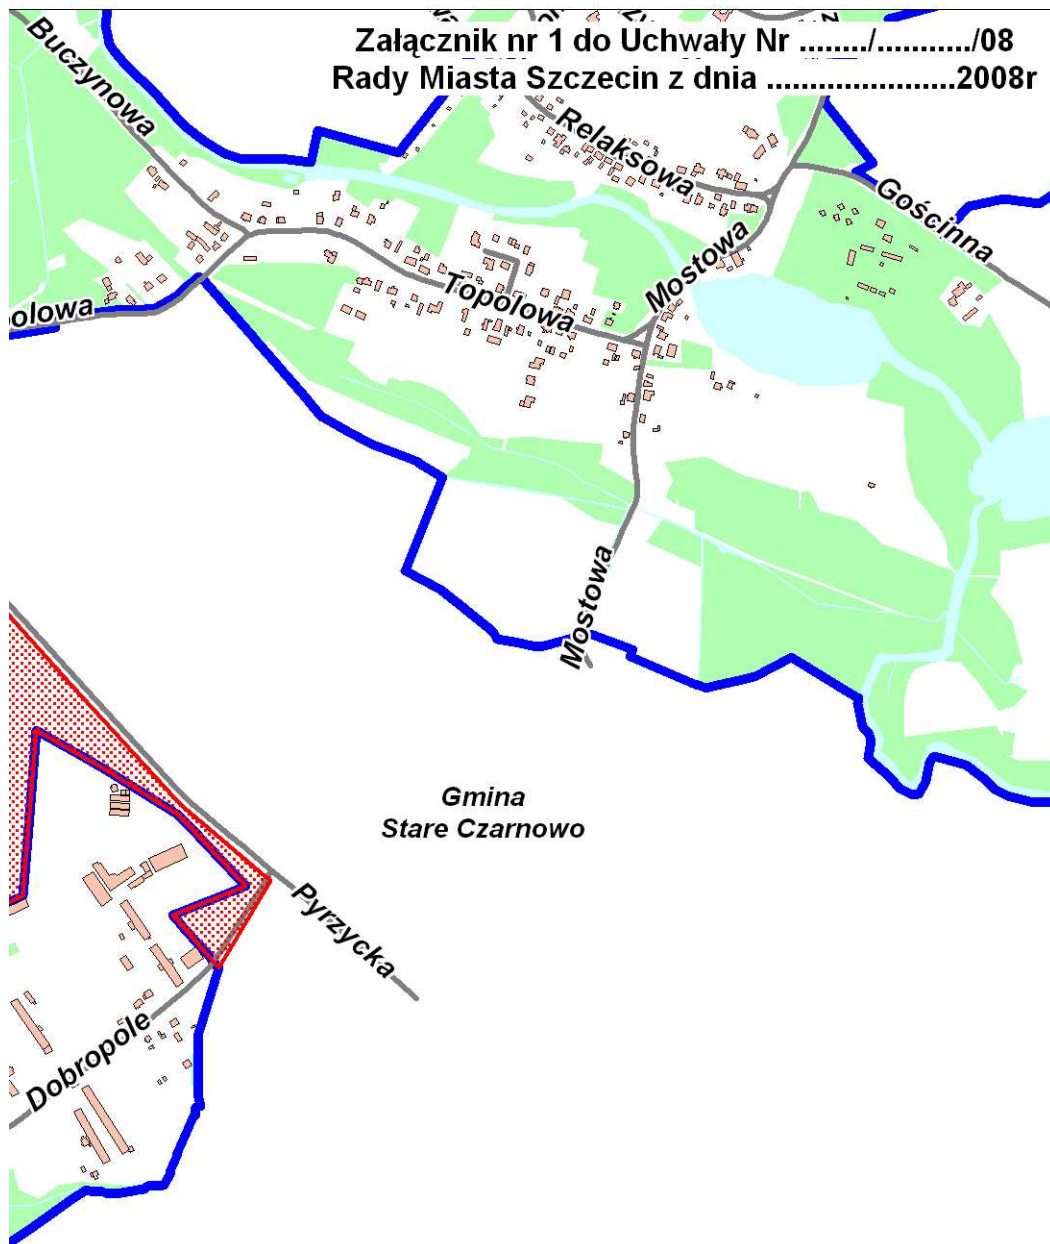 Załącznik nr 1 do Uchwały Nr ......../.........../08
Rady Miasta Szczecin z dnia ......................2008r
Buczynowa
Relaksowa
Gościnna
Mostowa
Topolowa
olowa
Mostowa
Gmina
Stare Czarnowo
Pyrzycka
Dobropole